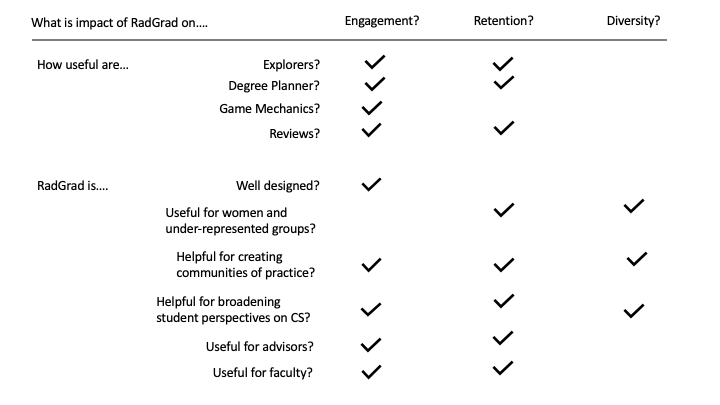 What is impact of RadGrad on.... Engagement? Retention? Diversity?
How useful are... Explorers? ✓ ✓
Degree Planner? ✓ ✓
Game Mechanics? ✓
Reviews? ✓ ✓
RadGrad is.... Well designed? ✓
Useful for women and
under-represented groups? ✓ ✓
Helpful for creating
communities of practice? ✓ ✓ ✓
Helpful for broadening
student perspectives on CS? ✓ ✓ ✓
Useful for advisors? ✓ ✓
Useful for faculty? ✓ ✓